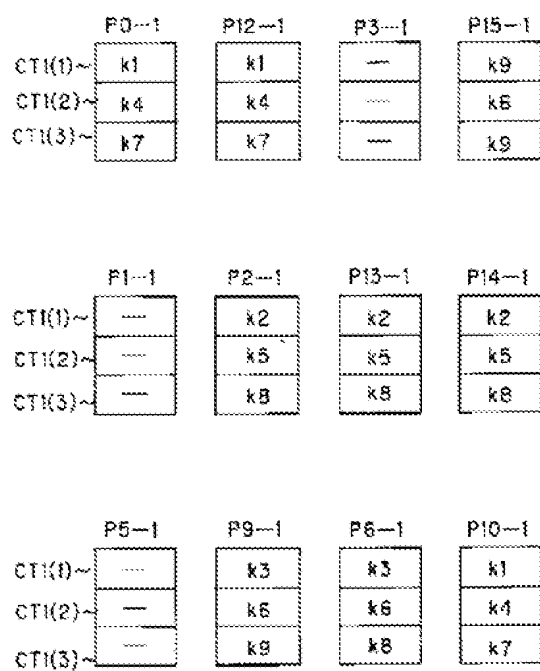 P0-1 P12-1 P3-1 P15-1
CT1(1)~ k1 k1 — k9
CT1(2)~ k4 k4 — k6
CT1(3)~ k7 k7 — k9
P1-1 P2-1 P13-1 P14-1
CT1(1)~ — k2 k2 k2
CT1(2)~ — k5 k5 k5
CT1(3)~ — k8 k8 k8
P5-1 P9-1 P6-1 P10-1
CT1(1)~ — k3 k3 k1
CT1(2)~ — k6 k6 k4
CT1(3)~ — k9 k8 k7